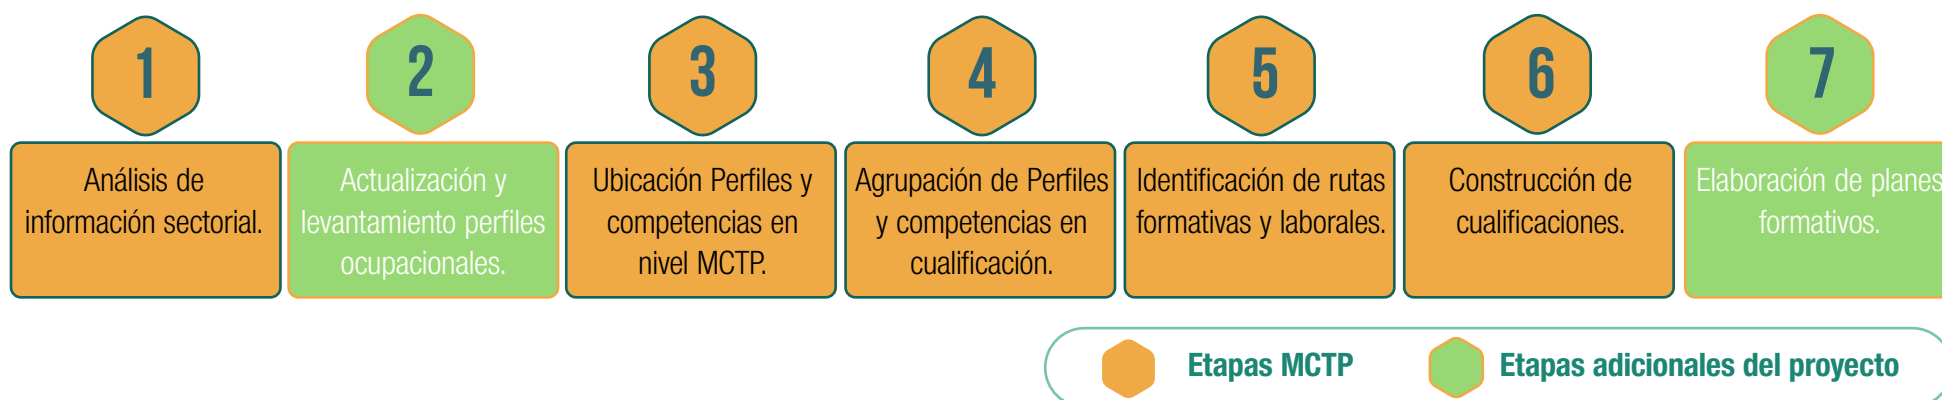 1
Análisis de
información sectorial.
2
Actualización y
levantamiento perfiles
ocupacionales.
3
Ubicación Perfiles y
competencias en
nivel MCTP.
4
Agrupación de Perfiles
y competencias en
cualificación.
5
Identificación de rutas
formativas y laborales.
6
Construcción de
cualificaciones.
7
Elaboración de planes
formativos.
Etapas MCTP
Etapas adicionales del proyecto